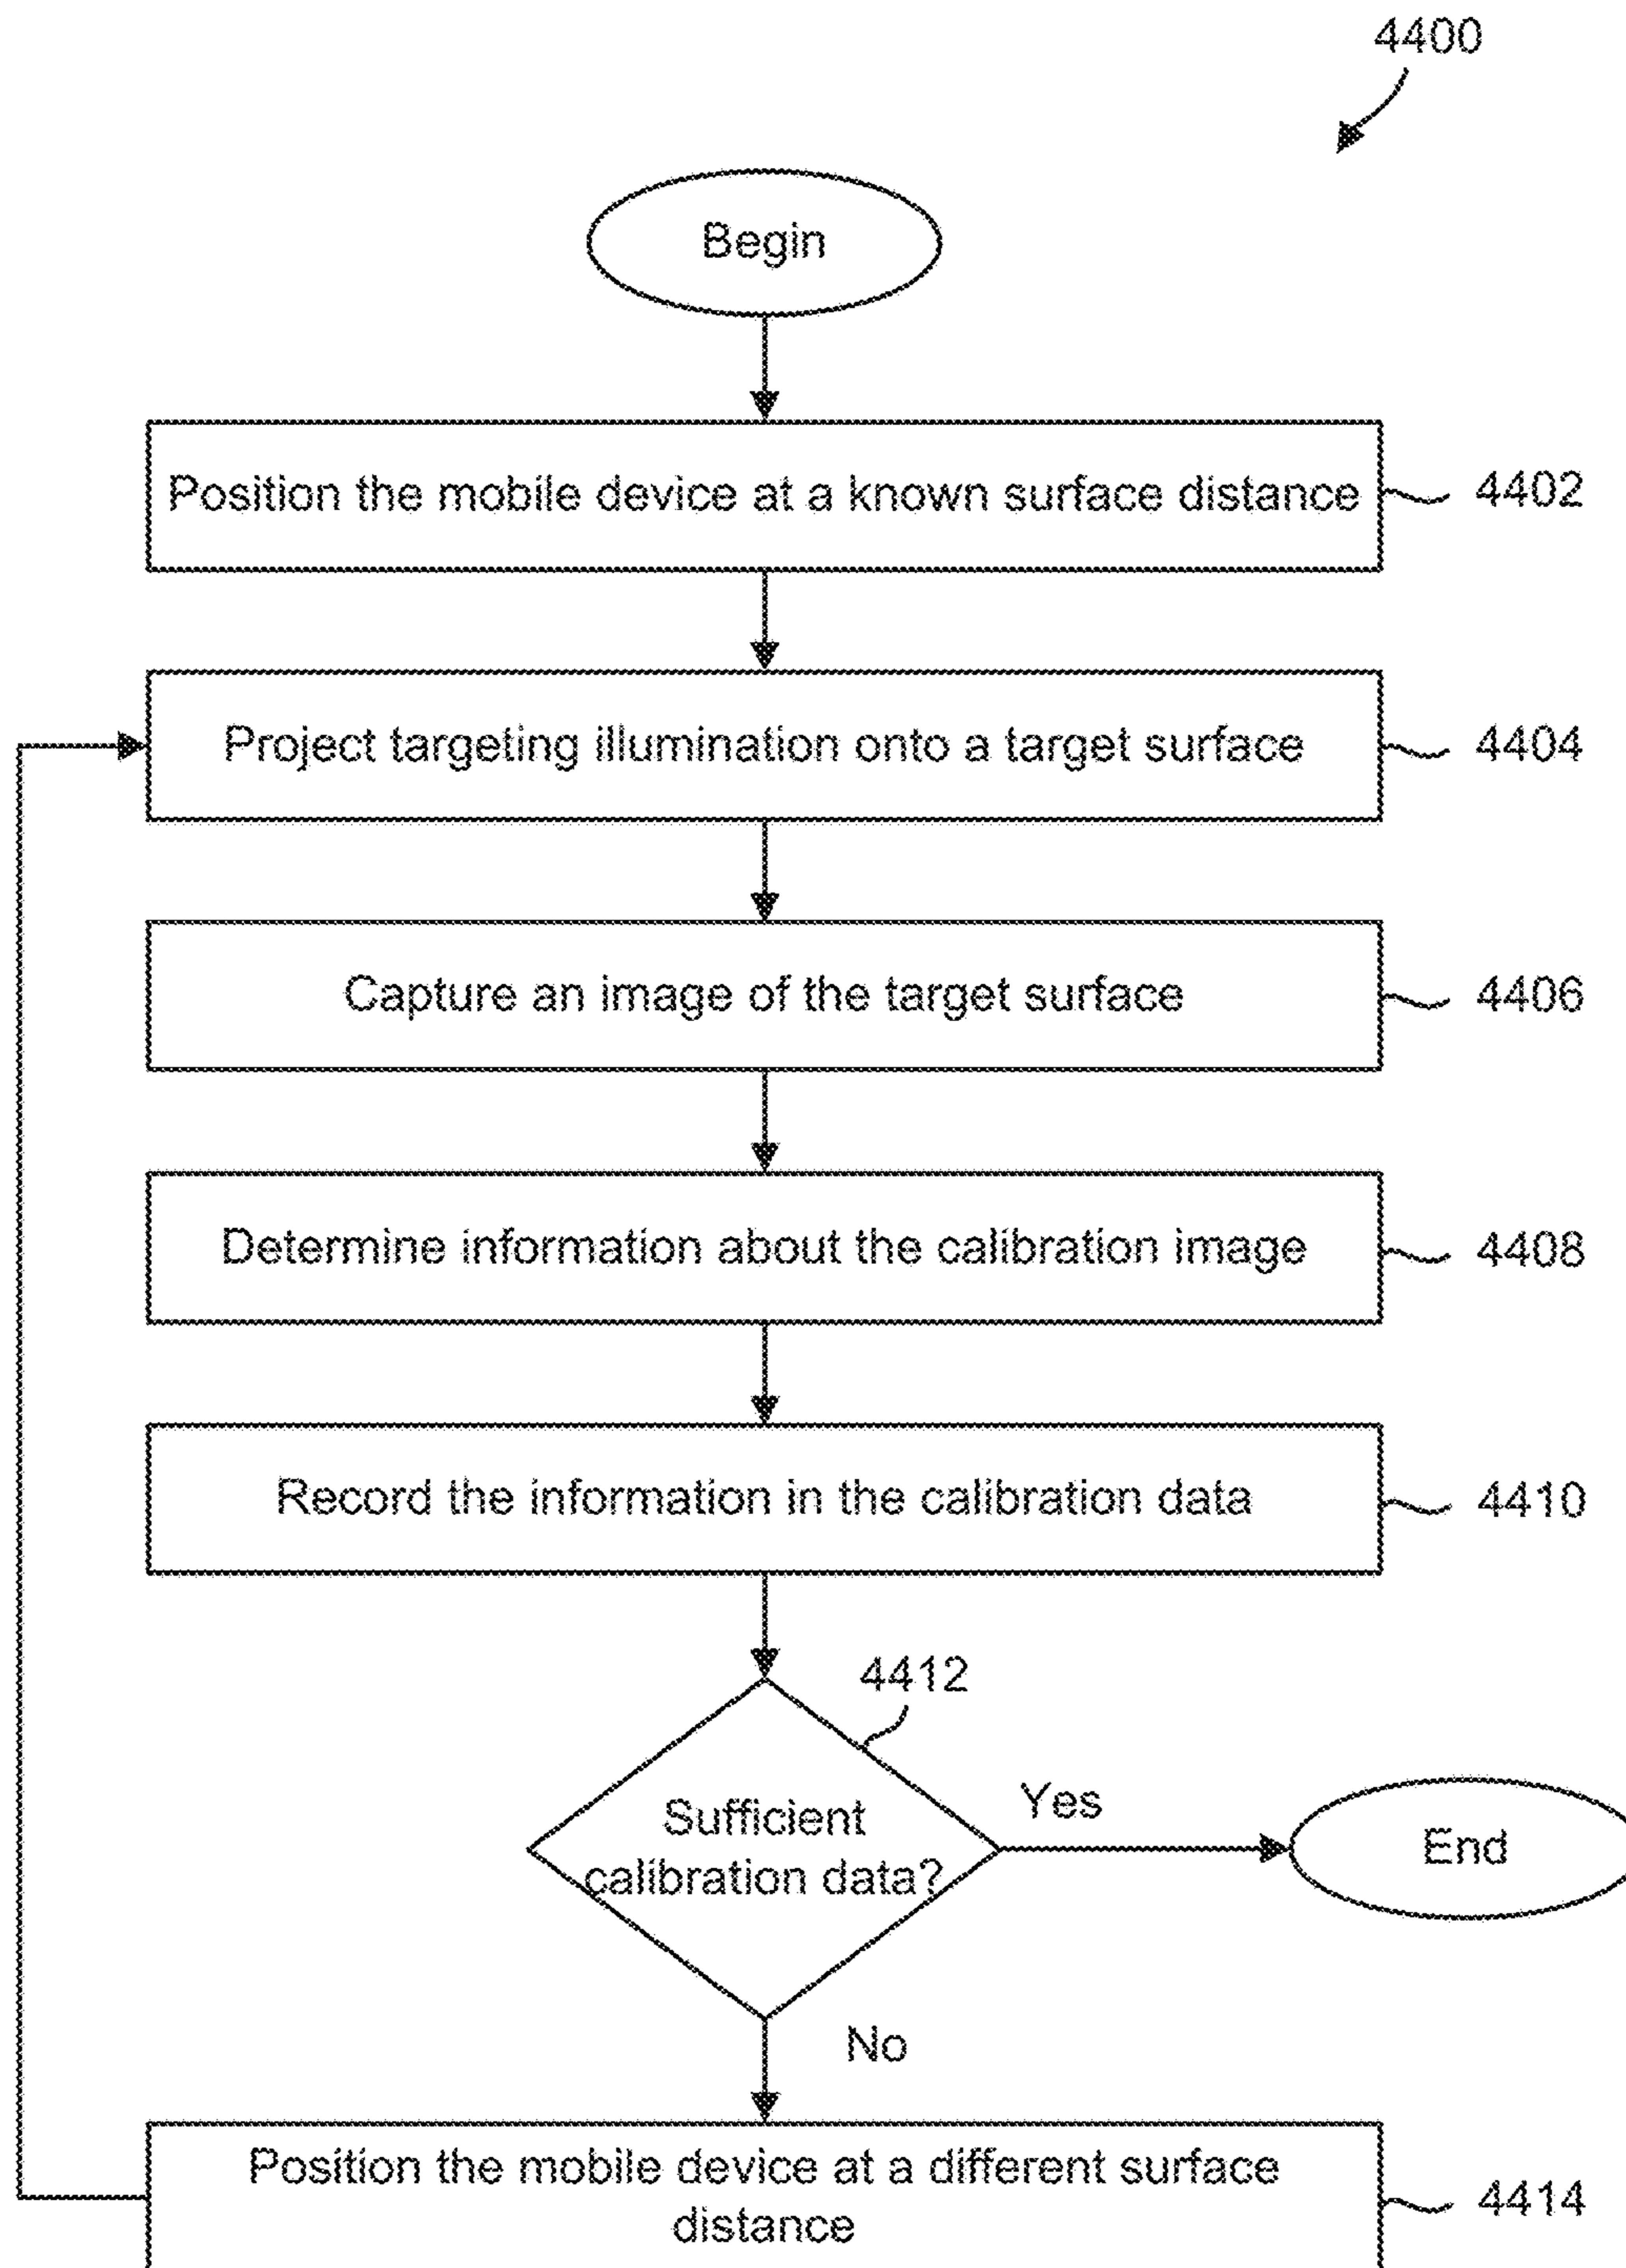 4400
Begin
Position the mobile device at a known surface distance
4402
Project targeting illumination onto a target surface
4404
Capture an image of the target surface
4406
Determine information about the calibration image
4408
Record the information in the calibration data
4410
4412
Sufficient
calibration data?
Yes
End
No
Position the mobile device at a different surface
distance
4414